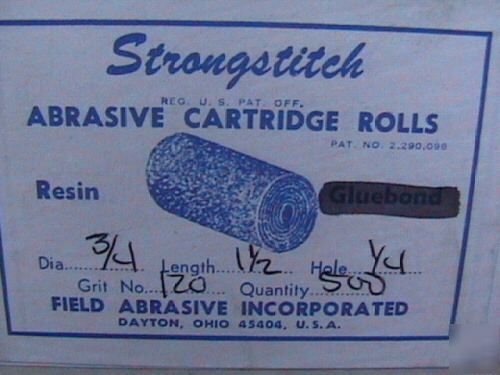 Strongstitch
REG. U. S. PAT. OFF.
ABRASIVE CARTRIDGE ROLLS
PAT. NO. 2,290,098
Resin Gluebond
Dia. 3/4 Length 1 1/2 Hole 1/4
Grit No. 120 Quantity 500
FIELD ABRASIVE INCORPORATED
DAYTON, OHIO 45404, U.S.A.